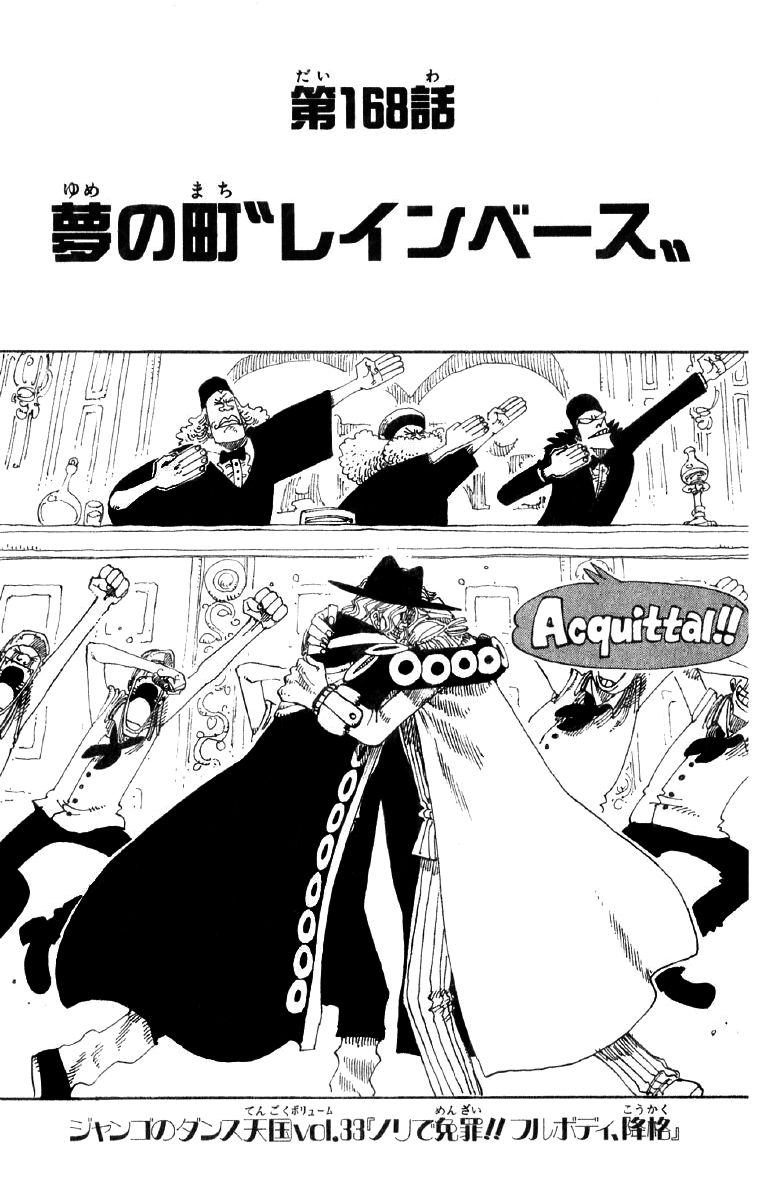 だい わ
第168話
ゆめ まち
夢の町〝レインベース〟
Acquittal!!
てんごくボリューム めんざい こうかく
ジャンゴのダンス天国vol.33『ノリで免罪!! フルボディ、降格』